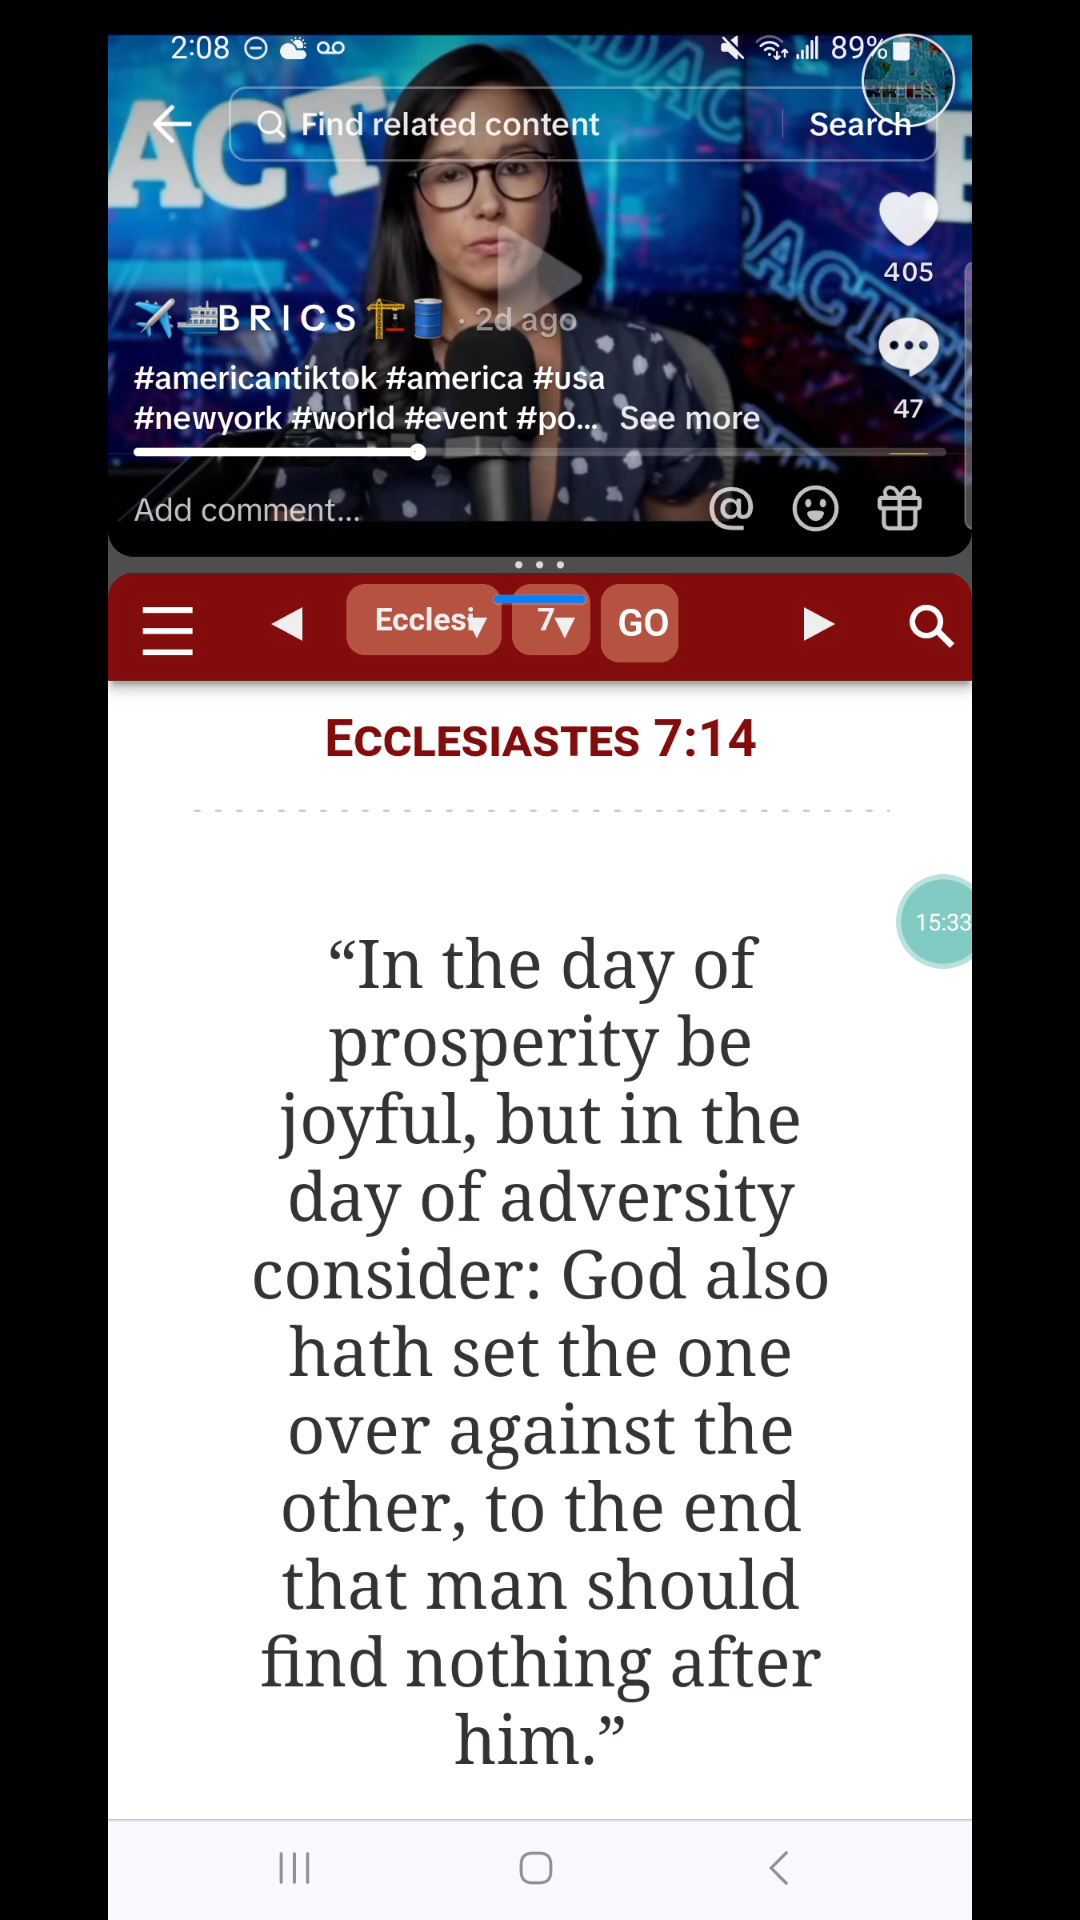 2:08
89%
ACT
Find related content
Search
405
BRICS · 2d ago
#americantiktok #america #usa
#newyork #world #event #po... See more
47
Add comment...
Ecclesi
7
GO
ECCLESIASTES 7:14
15:33
“In the day of
prosperity be
joyful, but in the
day of adversity
consider: God also
hath set the one
over against the
other, to the end
that man should
find nothing after
him.”